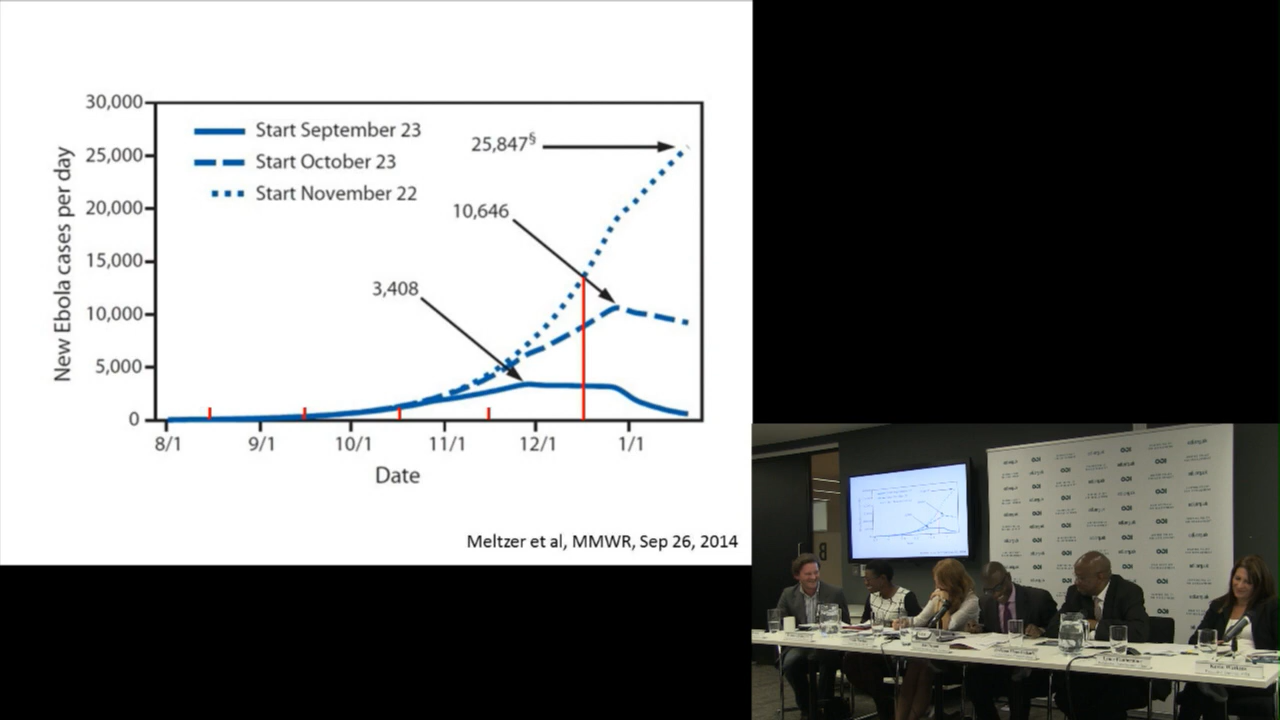 30,000
25,000
20,000
15,000
10,000
5,000
0
New Ebola cases per day
Start September 23
Start October 23
Start November 22
25,847§
10,646
3,408
8/1
9/1
10/1
11/1
12/1
1/1
Date
Meltzer et al, MMWR, Sep 26, 2014
B